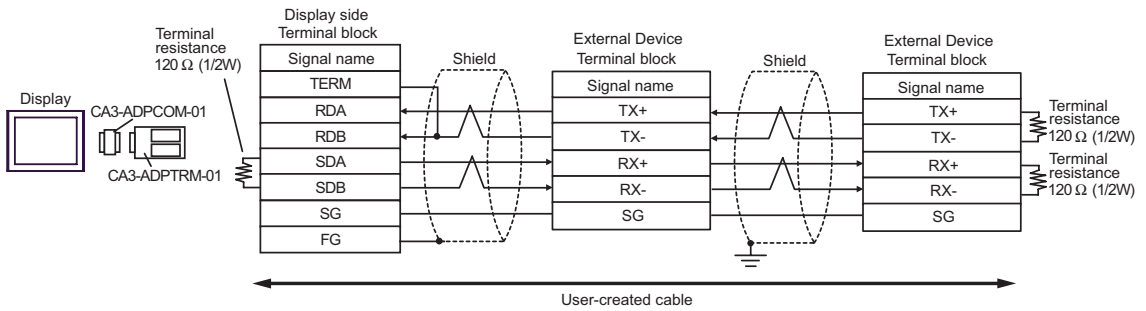 Display
CA3-ADPCOM-01
CA3-ADPTRM-01
Terminal
resistance
120 Ω (1/2W)
Display side
Terminal block
Signal name
TERM
RDA
RDB
SDA
SDB
SG
FG
Shield
External Device
Terminal block
Signal name
TX+
TX-
RX+
RX-
SG
Shield
External Device
Terminal block
Signal name
TX+
TX-
RX+
RX-
SG
Terminal
resistance
120 Ω (1/2W)
Terminal
resistance
120 Ω (1/2W)
User-created cable